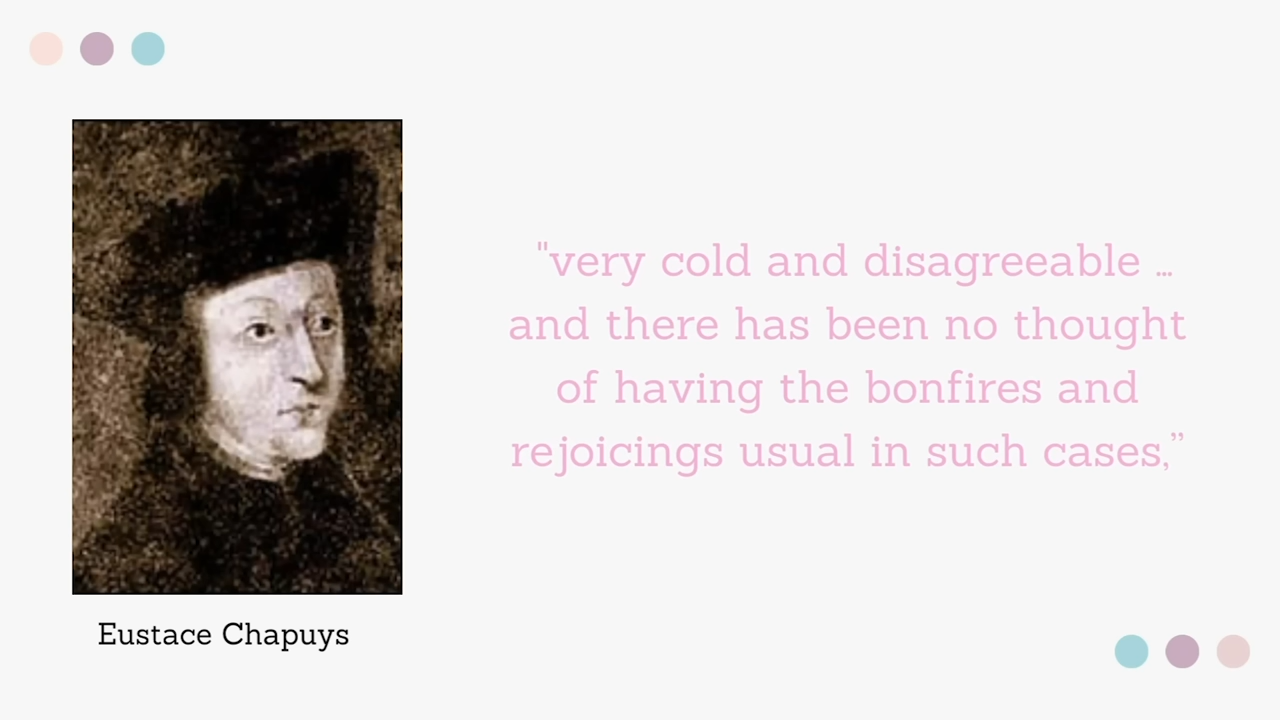 "very cold and disagreeable …
and there has been no thought
of having the bonfires and
rejoicings usual in such cases,”
Eustace Chapuys